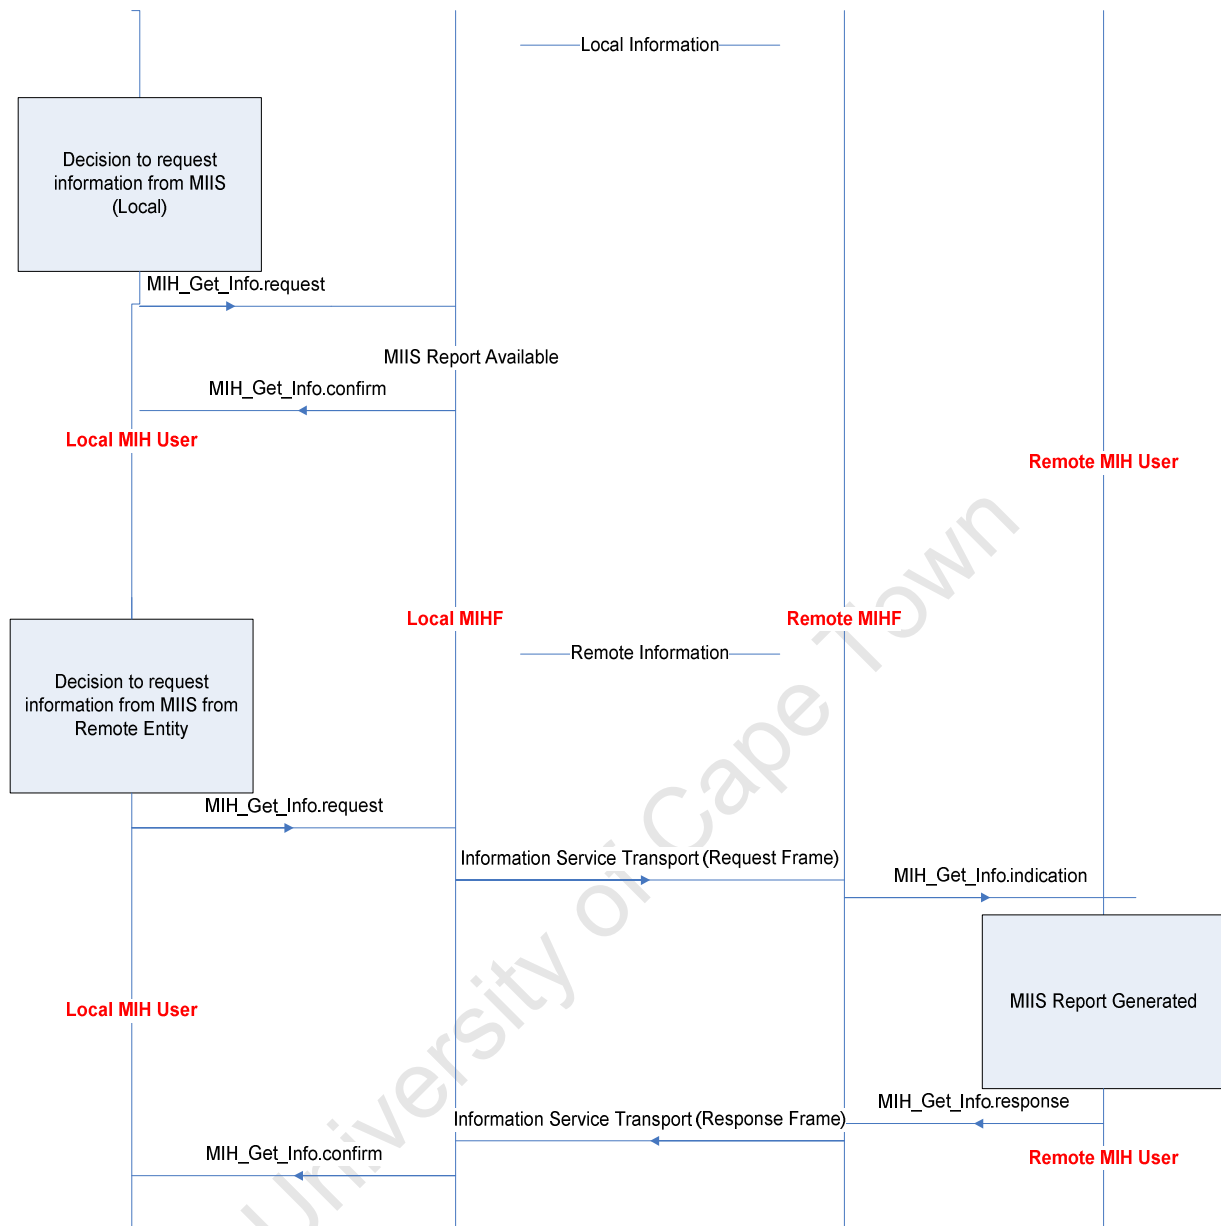 Local Information
Decision to request
information from MIIS
(Local)
MIH_Get_Info.request
MIIS Report Available
MIH_Get_Info.confirm
Local MIH User
Remote MIH User
Local MIHF
Remote MIHF
Remote Information
Decision to request
information from MIIS from
Remote Entity
MIH_Get_Info.request
Information Service Transport (Request Frame)
MIH_Get_Info.indication
MIIS Report Generated
Local MIH User
MIH_Get_Info.response
Information Service Transport (Response Frame)
MIH_Get_Info.confirm
Remote MIH User
University of Cape Town